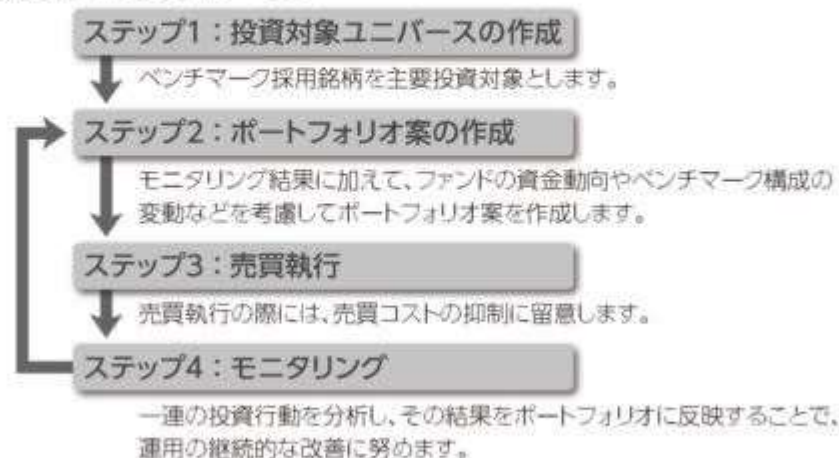 ステップ1：投資対象ユニバースの作成
ベンチマーク採用銘柄を主要投資対象とします。
ステップ2：ポートフォリオ案の作成
モニタリング結果に加えて、ファンドの資金動向やベンチマーク構成の
変動などを考慮してポートフォリオ案を作成します。
ステップ3：売買執行
売買執行の際には、売買コストの抑制に留意します。
ステップ4：モニタリング
一連の投資行動を分析し、その結果をポートフォリオに反映することで、
運用の継続的な改善に努めます。